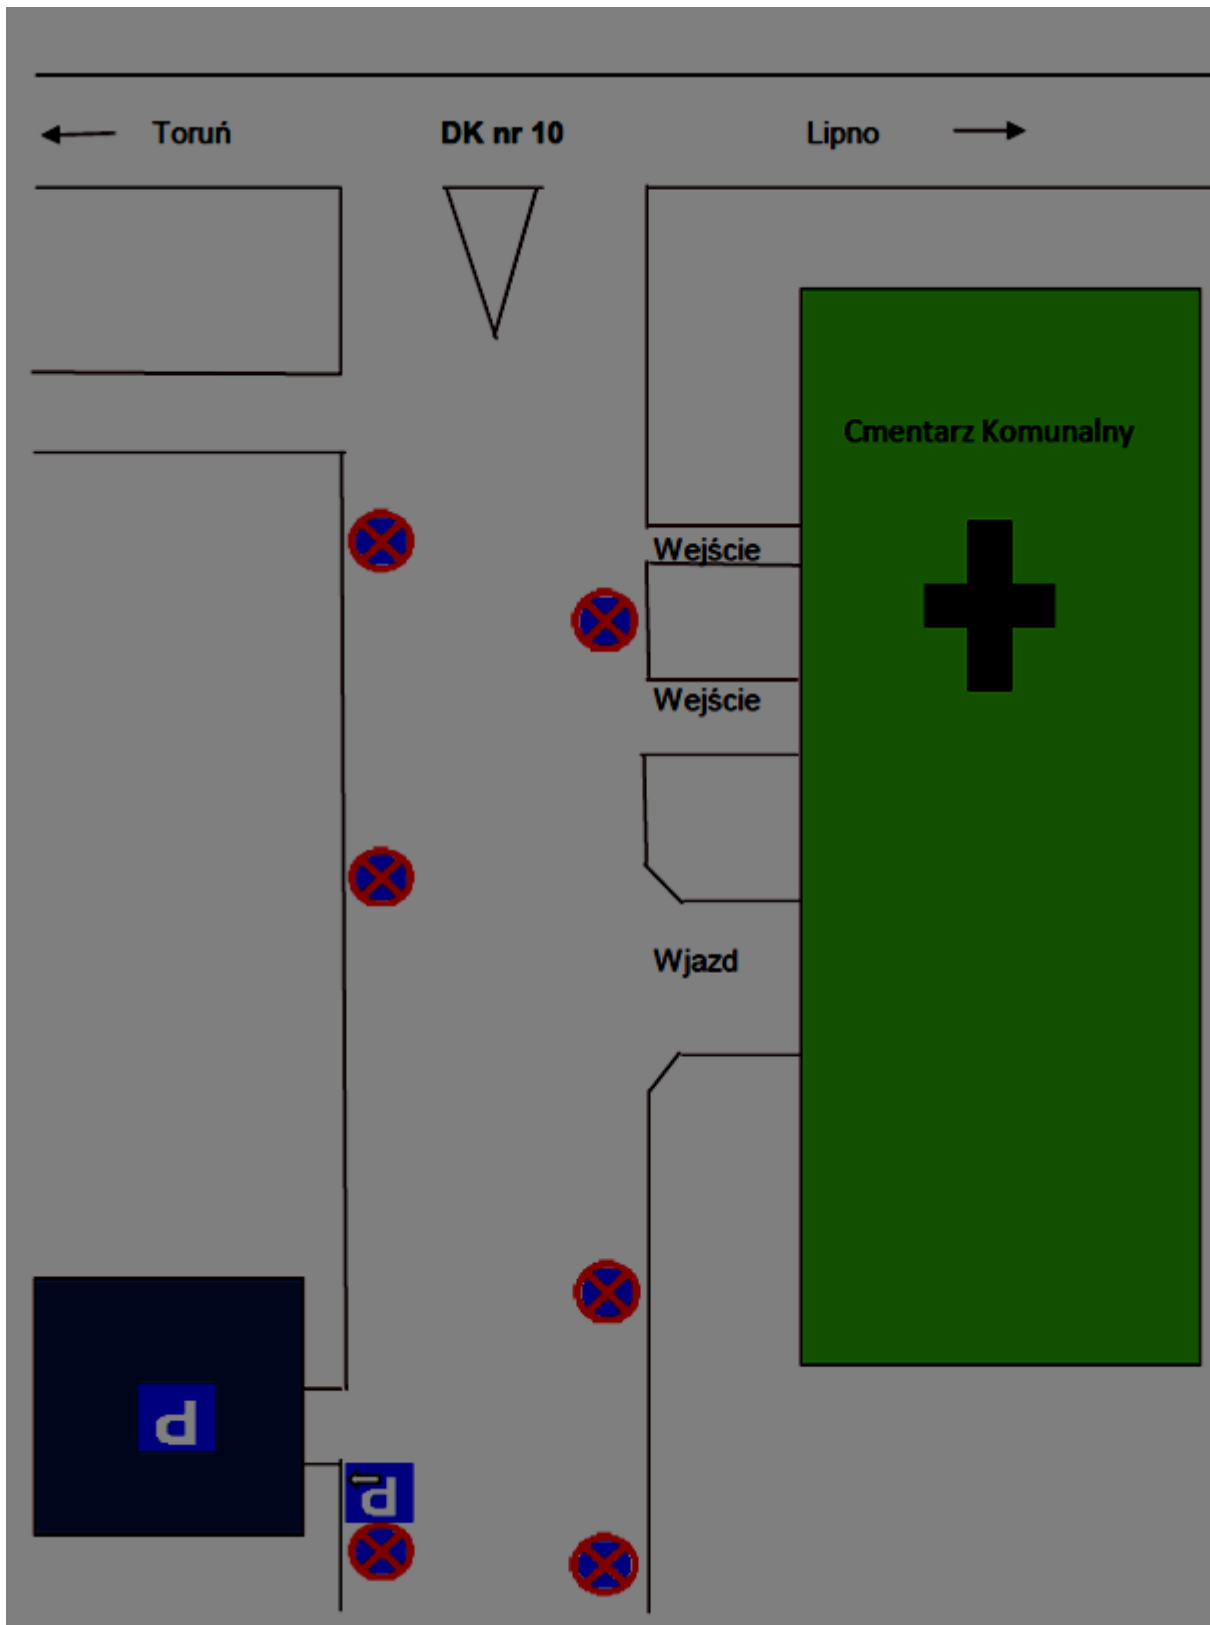 Toruń DK nr 10 Lipno
Cmentarz Komunalny
Wejście
Wejście
Wjazd
P
P